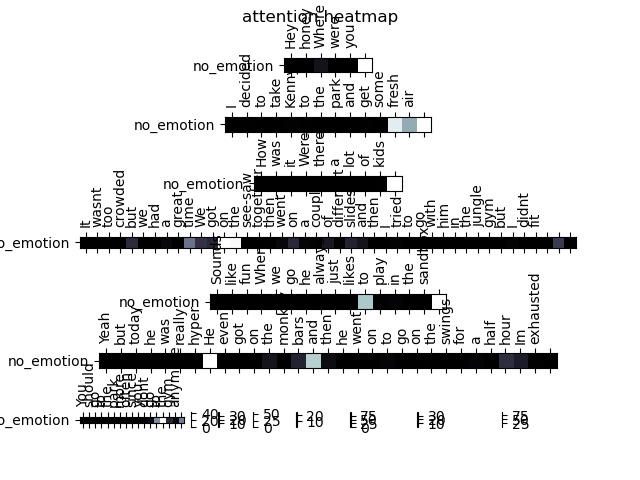 attention heatmap
Hey honey Where were you
no_emotion
I decided to take Kenny to the park and get some fresh air
no_emotion
How was it Were there a lot of kids
no_emotion
It wasnt too crowded but we had a great time We got on the see-saw together then went on a couple of different slides and then I tried to go with him in the jungle gym but I didnt fit
no_emotion
Sounds like fun When we go he always just likes to play in the sandbox
no_emotion
Yeah but today he was really hyper He even got on the monkey bars and then he went on to go on the swings for a half hour Im exhausted
no_emotion
You should go to the park
no_emotion
40 30 50 20 75 30 75
20 20 25 10 50 20 50
0 10 0 25 10 25
0